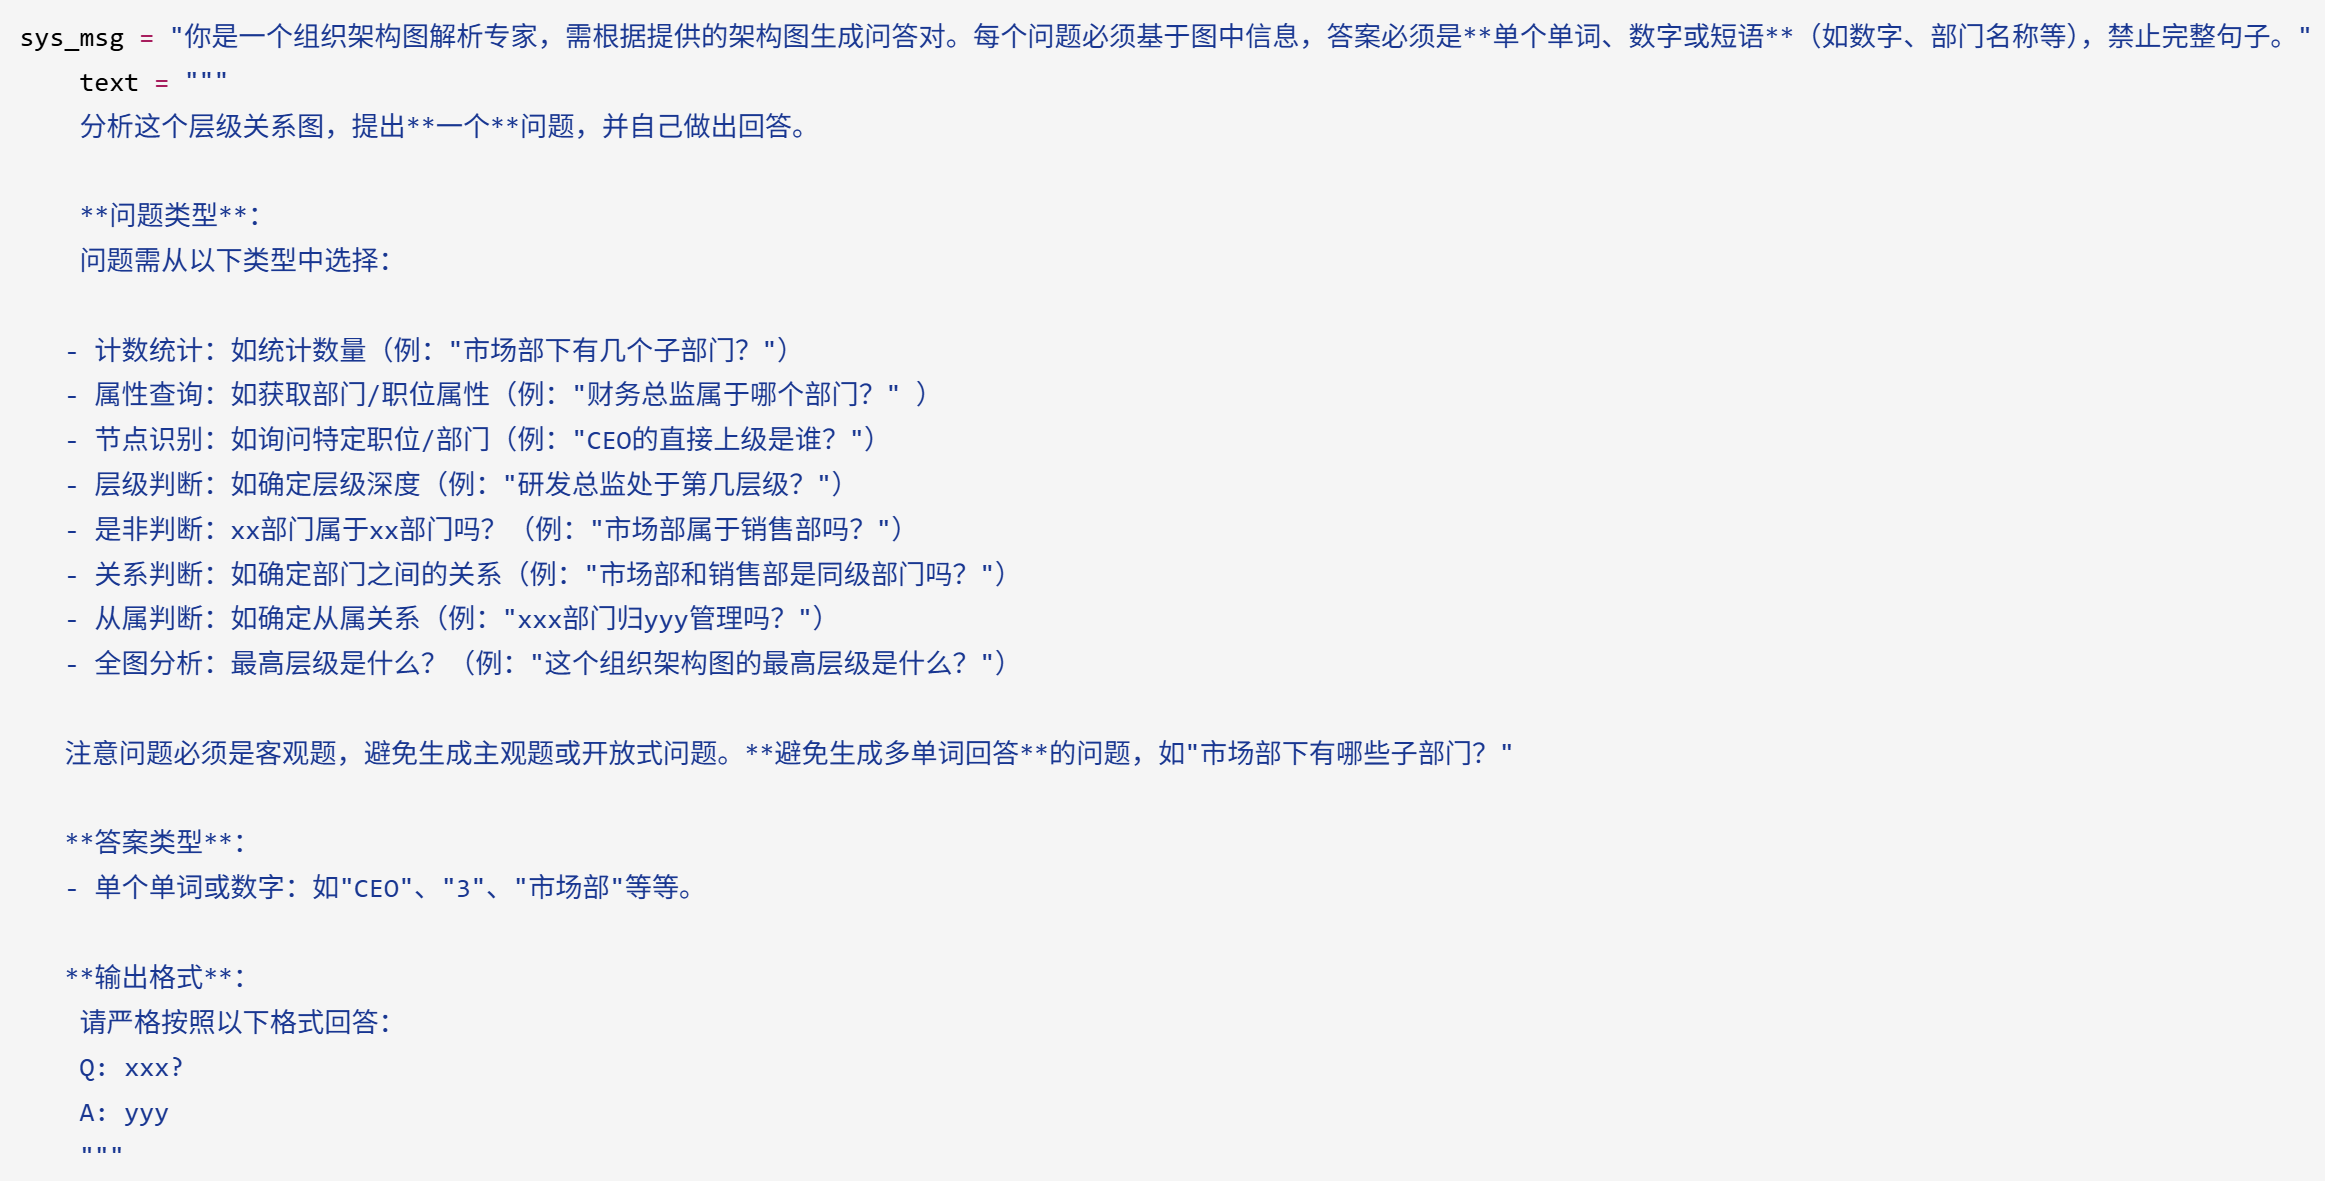 sys_msg = "你是一个组织架构图解析专家，需根据提供的架构图生成问答对。每个问题必须基于图中信息，答案必须是**单个单词、数字或短语**（如数字、部门名称等），禁止完整句子。"
text = """
分析这个层级关系图，提出**一个**问题，并自己做出回答。
**问题类型**：
问题需从以下类型中选择：
- 计数统计：如统计数量（例："市场部下有几个子部门？"）
- 属性查询：如获取部门/职位属性（例："财务总监属于哪个部门？" ）
- 节点识别：如询问特定职位/部门（例："CEO的直接上级是谁？"）
- 层级判断：如确定层级深度（例："研发总监处于第几层级？"）
- 是非判断：xx部门属于xx部门吗？（例："市场部属于销售部吗？"）
- 关系判断：如确定部门之间的关系（例："市场部和销售部是同级部门吗？"）
- 从属判断：如确定从属关系（例："xxx部门归yyy管理吗？"）
- 全图分析：最高层级是什么？（例："这个组织架构图的最高层级是什么？"）
注意问题必须是客观题，避免生成主观题或开放式问题。**避免生成多单词回答**的问题，如"市场部下有哪些子部门？"
**答案类型**：
- 单个单词或数字：如"CEO"、"3"、"市场部"等等。
**输出格式**：
请严格按照以下格式回答：
Q: xxx?
A: yyy
"""